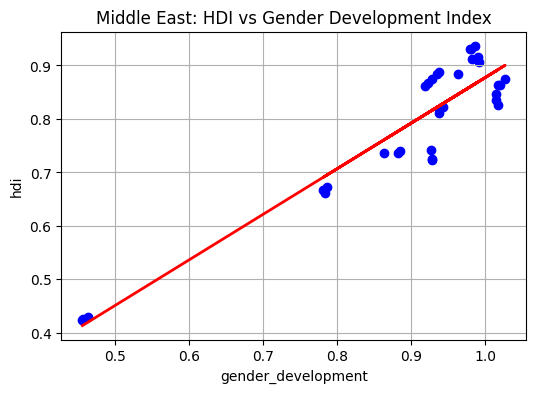 Middle East: HDI vs Gender Development Index
hdi
0.9
0.8
0.7
0.6
0.5
0.4
0.5 0.6 0.7 0.8 0.9 1.0
gender_development